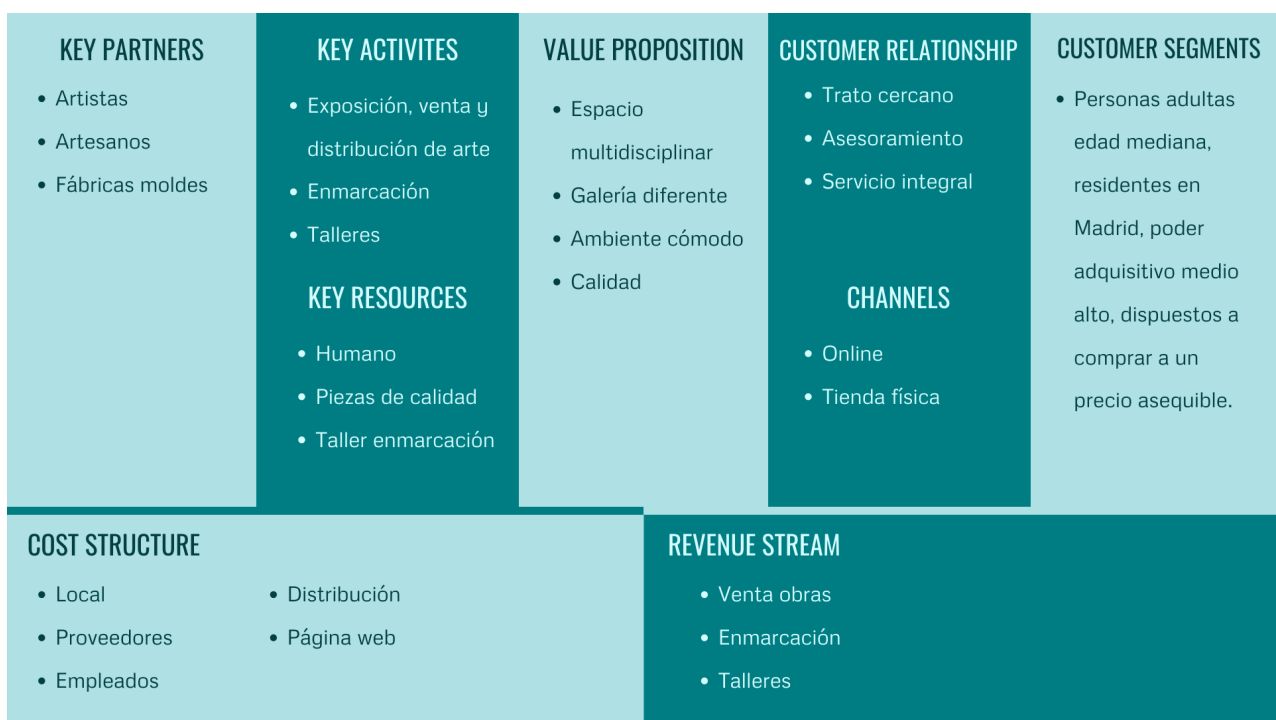 KEY PARTNERS
Artistas
Artesanos
Fábricas moldes
KEY ACTIVITES
Exposición, venta y
distribución de arte
Enmarcación
Talleres
KEY RESOURCES
Humano
Piezas de calidad
Taller enmarcación
VALUE PROPOSITION
Espacio
multidisciplinar
Galería diferente
Ambiente cómodo
Calidad
CUSTOMER RELATIONSHIP
Trato cercano
Asesoramiento
Servicio integral
CHANNELS
Online
Tienda física
CUSTOMER SEGMENTS
Personas adultas
edad mediana,
residentes en
Madrid, poder
adquisitivo medio
alto, dispuestos a
comprar a un
precio asequible.
COST STRUCTURE
Local
Proveedores
Empleados
Distribución
Página web
REVENUE STREAM
Venta obras
Enmarcación
Talleres